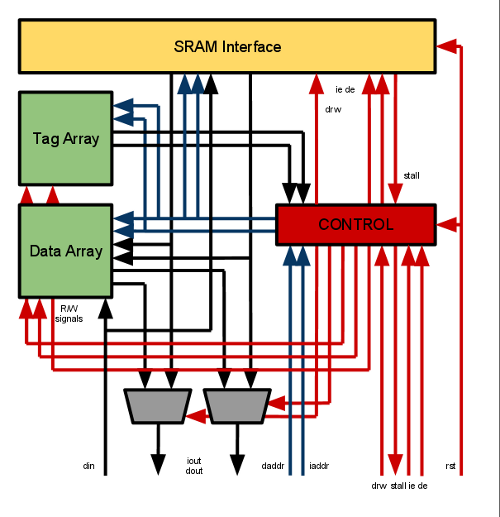 SRAM Interface
ie de
drw
Tag Array
stall
CONTROL
Data Array
R/W
signals
din
iout
dout
daddr
iaddr
rst
drw stall ie de